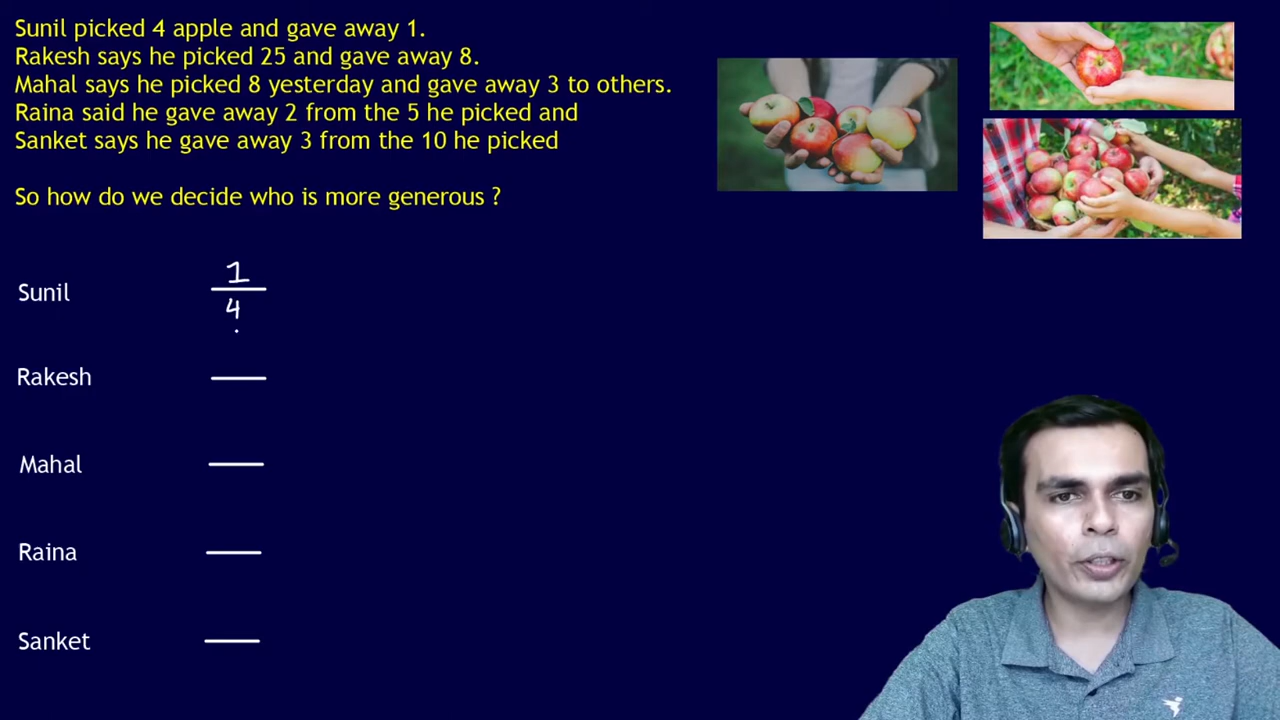 Sunil picked 4 apple and gave away 1.
Rakesh says he picked 25 and gave away 8.
Mahal says he picked 8 yesterday and gave away 3 to others.
Raina said he gave away 2 from the 5 he picked and
Sanket says he gave away 3 from the 10 he picked
So how do we decide who is more generous ?
Sunil
1
4
Rakesh
Mahal
Raina
Sanket